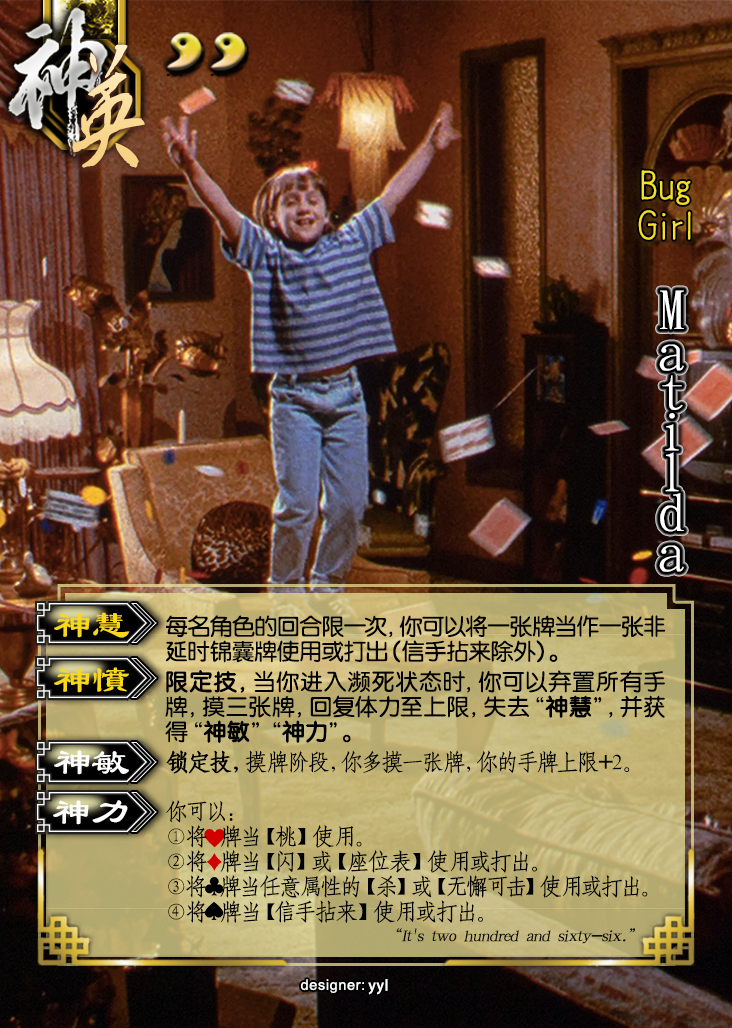 神
英
Bug
Girl
Matilda
神慧
每名角色的回合限一次，你可以将一张牌当作一张非
延时锦囊牌使用或打出（信手拈来除外）。
神愤
限定技，当你进入濒死状态时，你可以弃置所有手
牌，摸三张牌，回复体力至上限，失去“神慧”，并获
得“神敏”“神力”。
神敏
锁定技，摸牌阶段，你多摸一张牌，你的手牌上限+2。
神力
你可以：
①将♥牌当【桃】使用。
②将♦牌当【闪】或【座位表】使用或打出。
③将♣牌当任意属性的【杀】或【无懈可击】使用或打出。
④将♠牌当【信手拈来】使用或打出。
“It's two hundred and sixty-six.”
designer: yyl